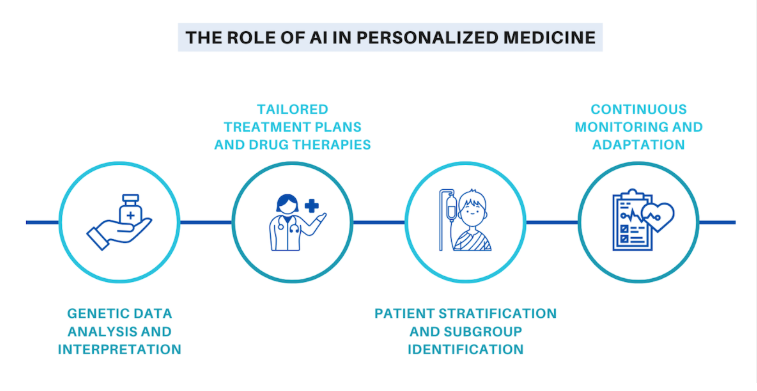 THE ROLE OF AI IN PERSONALIZED MEDICINE
TAILORED
TREATMENT PLANS
AND DRUG THERAPIES
CONTINUOUS
MONITORING AND
ADAPTATION
GENETIC DATA
ANALYSIS AND
INTERPRETATION
PATIENT STRATIFICATION
AND SUBGROUP
IDENTIFICATION